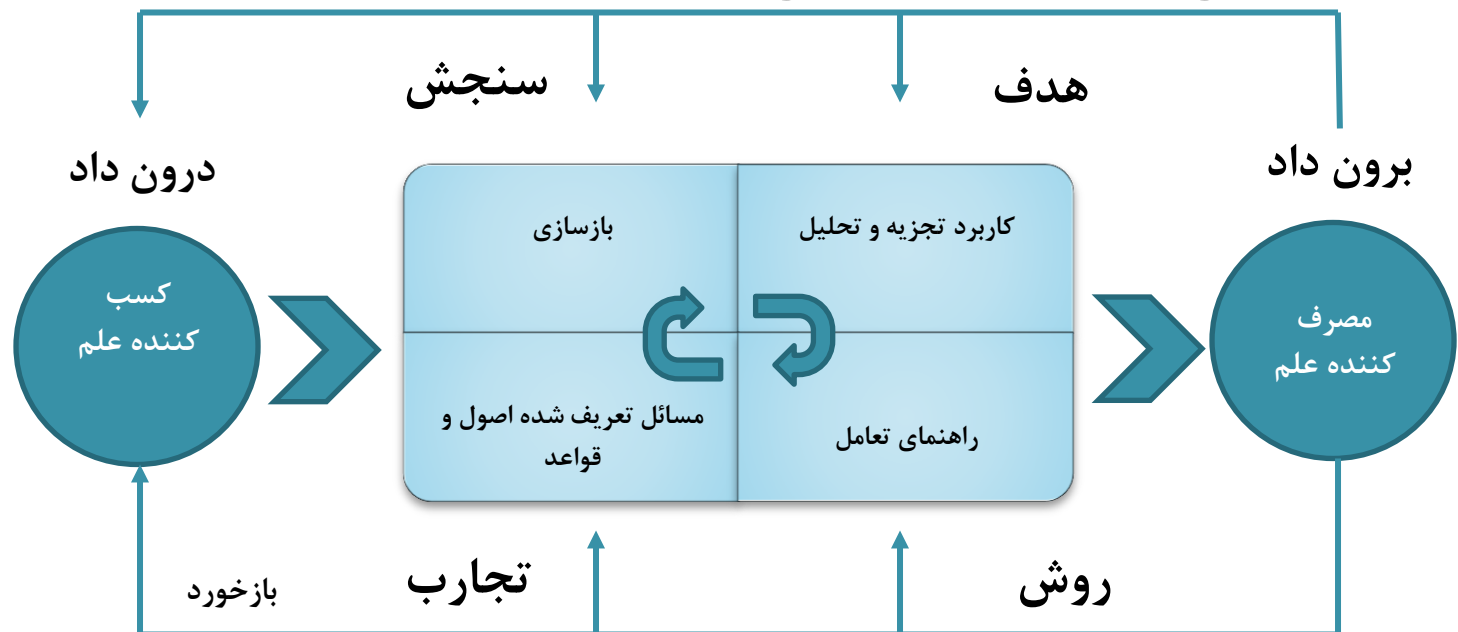 هدف
سنجش
برون داد
درون داد
کاربرد تجزیه و تحلیل
بازسازی
مصرف
کننده علم
کسب
کننده علم
راهنمای تعامل
مسائل تعریف شده اصول و
قواعد
روش
تجارب
بازخورد